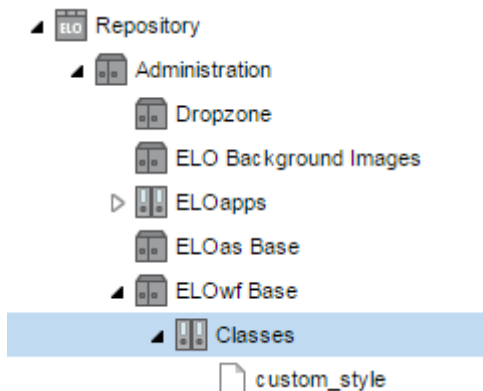 ELO Repository
Administration
Dropzone
ELO Background Images
ELOapps
ELOas Base
ELOwf Base
Classes
custom_style